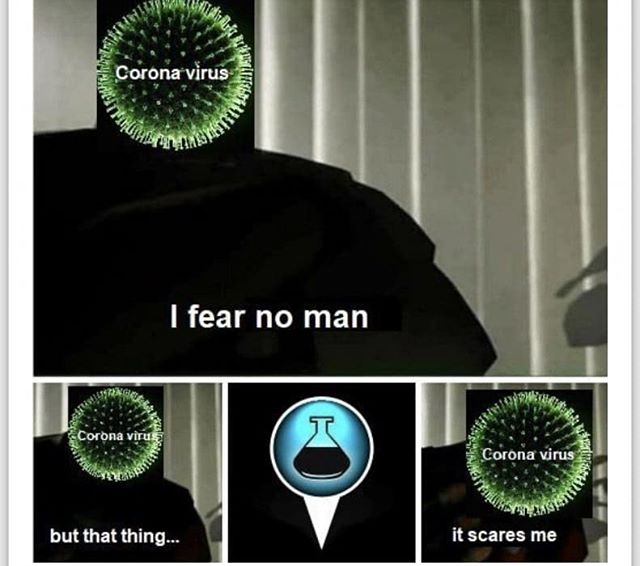 Corona virus
I fear no man
Corona virus
but that thing...
Corona virus
it scares me